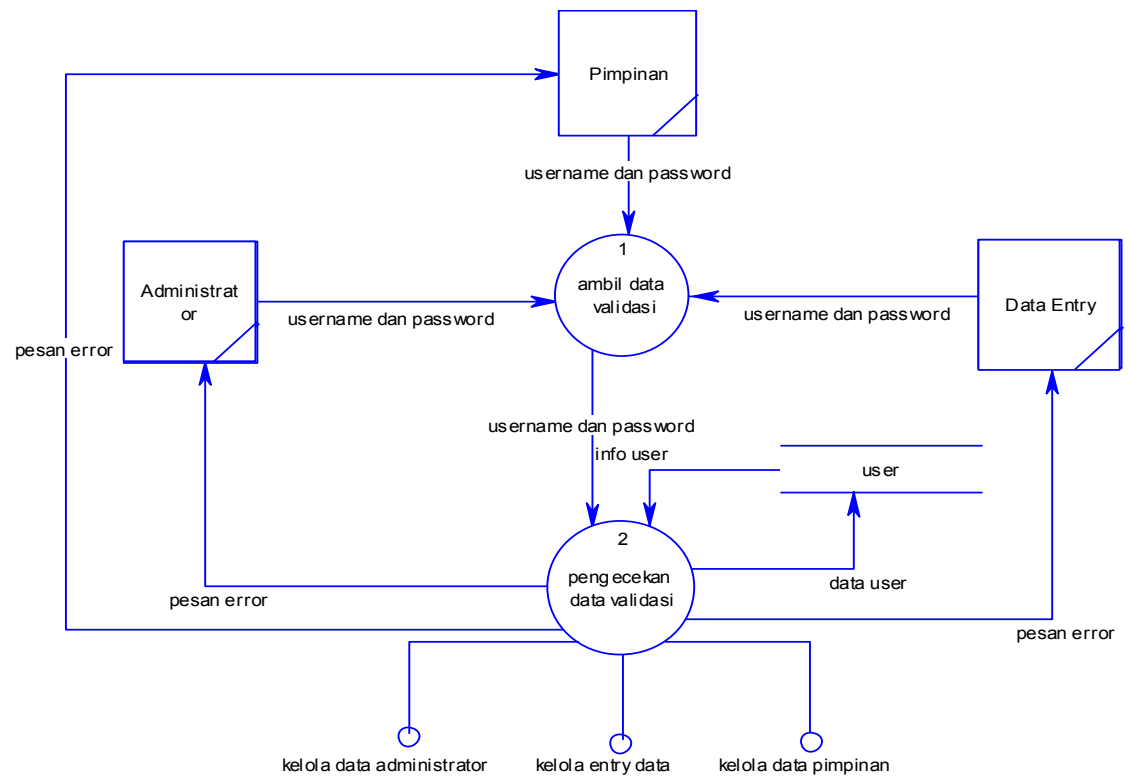 Pimpinan
username dan password
1
ambil data
validasi
Administrat
or
username dan password
Data Entry
username dan password
pesan error
username dan password
info user
user
2
pengecekan
data validasi
data user
pesan error
pesan error
kelola data administrator
kelola entry data
kelola data pimpinan